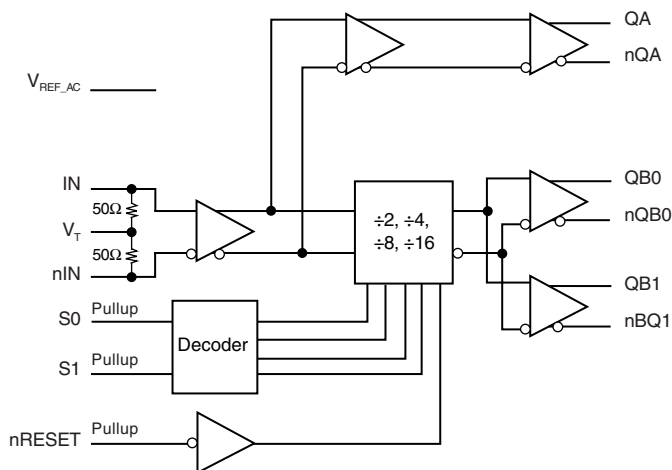 QA
nQA
V_REF_AC
IN
50Ω
V_T
50Ω
nIN
÷2, ÷4,
÷8, ÷16
QB0
nQB0
QB1
nBQ1
S0 Pullup
Decoder
S1 Pullup
nRESET Pullup